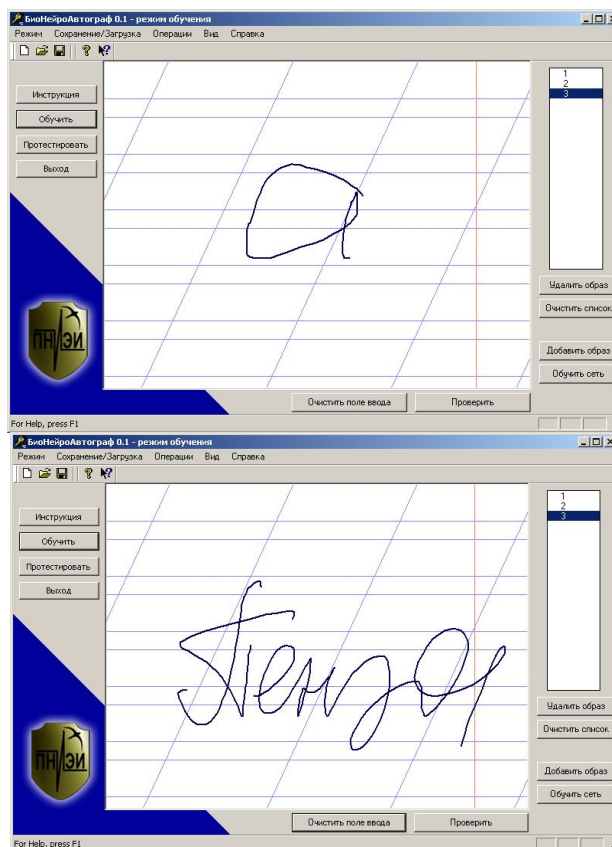 БиоНейроАвтограф 0.1 - режим обучения
Режим Сохранение/Загрузка Операции Вид Справка
Инструкция
Обучить
Протестировать
Выход
1
2
3
а
Удалить образ
Очистить список
Добавить образ
Обучить сеть
ПНИЭИ
Очистить поле ввода
Проверить
For Help, press F1
БиоНейроАвтограф 0.1 - режим обучения
Режим Сохранение/Загрузка Операции Вид Справка
Инструкция
Обучить
Протестировать
Выход
1
2
3
Удалить образ
Очистить список
Добавить образ
Обучить сеть
ПНИЭИ
Очистить поле ввода
Проверить
For Help, press F1